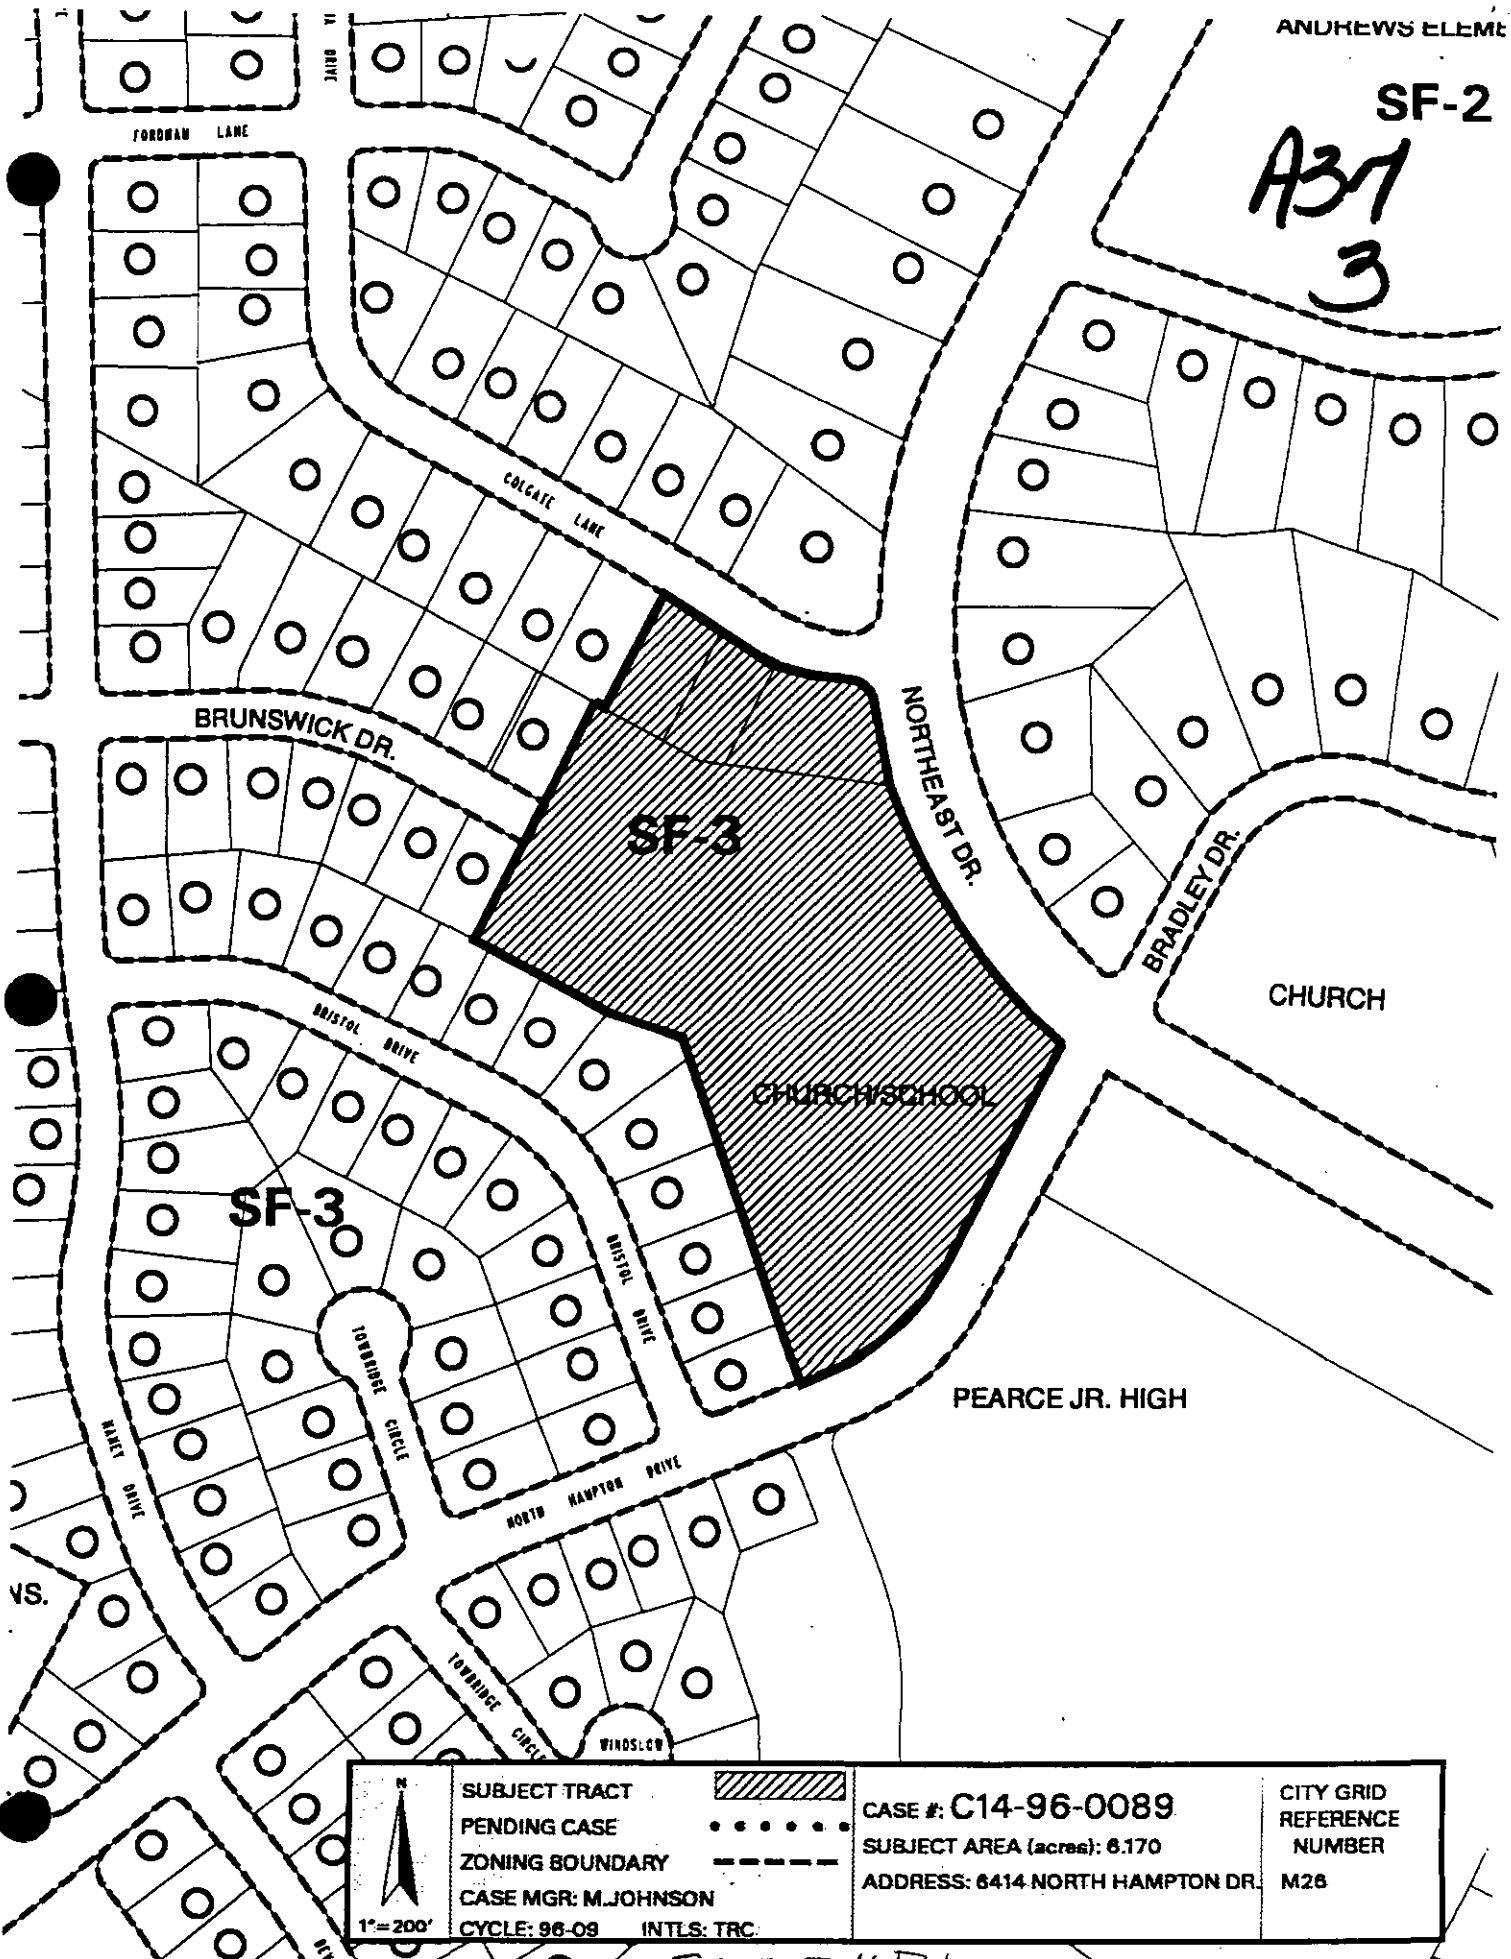 ANDREWS ELEME
SF-2
A37
3
DRIVE
FORDHAM LANE
COLGATE LANE
BRUNSWICK DR.
NORTHEAST DR.
SF-3
BRADLEY DR.
CHURCH
BRISTOL DRIVE
CHURCH/SCHOOL
SF-3
BRISTOL DRIVE
TOWBRIDGE CIRCLE
PEARCE JR. HIGH
NANEY DRIVE
NORTH HAMPTON DRIVE
NS.
TOWBRIDGE CIRCLE
WINDSLOW
N
1"=200'
SUBJECT TRACT
PENDING CASE
ZONING BOUNDARY
CASE MGR: M.JOHNSON
CYCLE: 96-09 INTLS: TRC
CASE #: C14-96-0089
SUBJECT AREA (acres): 6.170
ADDRESS: 6414 NORTH HAMPTON DR.
CITY GRID
REFERENCE
NUMBER
M26